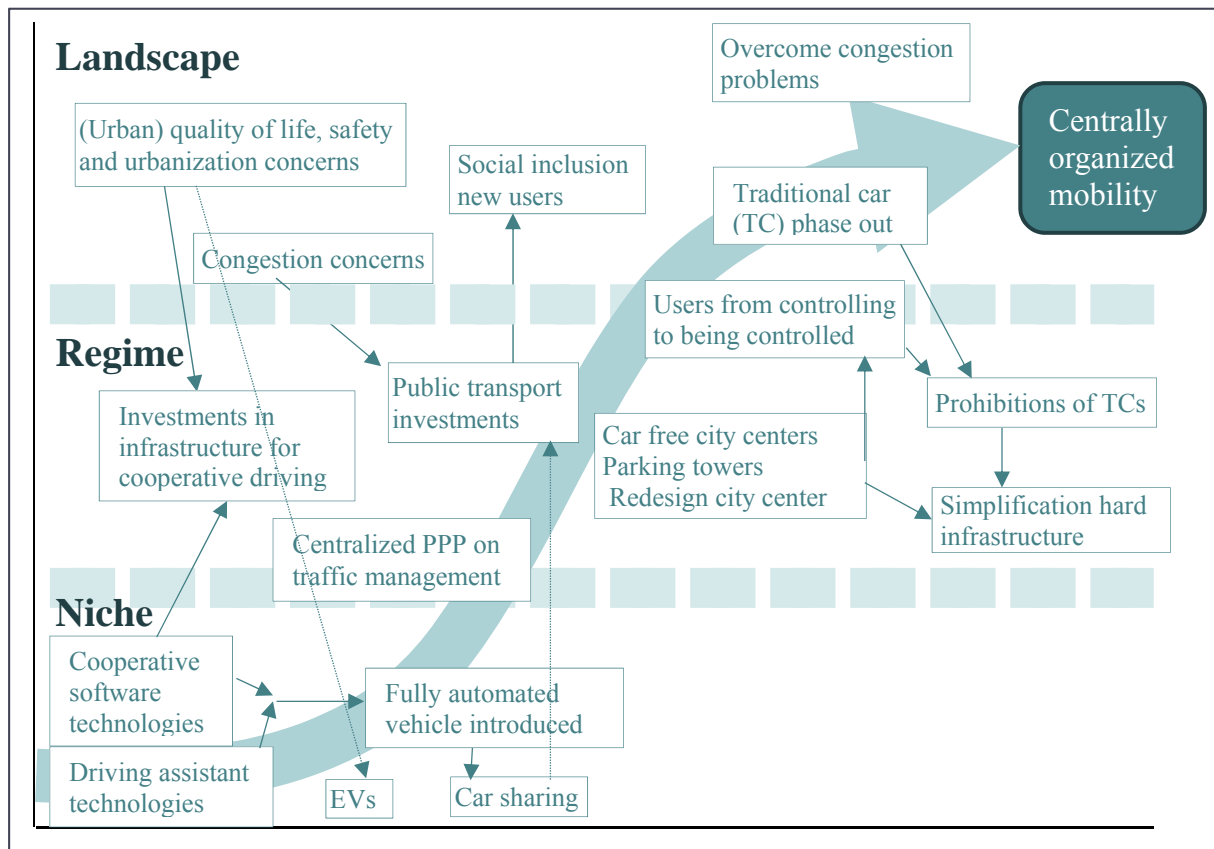 Landscape
Overcome congestion
problems
(Urban) quality of life, safety
and urbanization concerns
Centrally
organized
mobility
Social inclusion
new users
Traditional car
(TC) phase out
Congestion concerns
Users from controlling
to being controlled
Regime
Public transport
investments
Prohibitions of TCs
Investments in
infrastructure for
cooperative driving
Car free city centers
Parking towers
Redesign city center
Simplification hard
infrastructure
Centralized PPP on
traffic management
Niche
Cooperative
software
technologies
Fully automated
vehicle introduced
Driving assistant
technologies
EVs
Car sharing